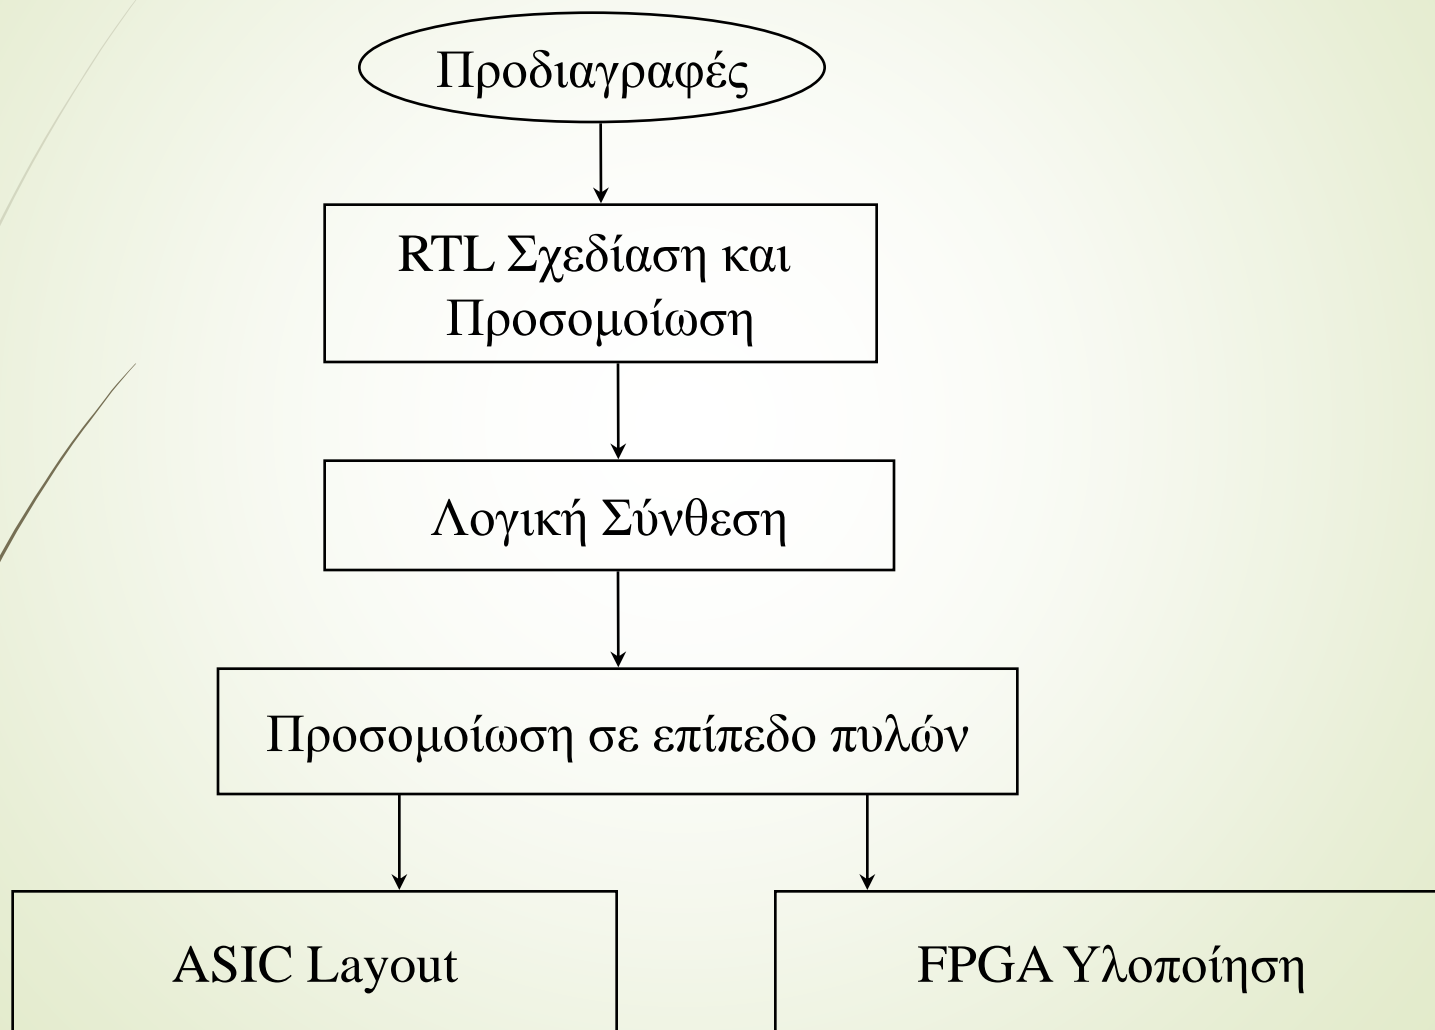 Προδιαγραφές
RTL Σχεδίαση και
Προσομοίωση
Λογική Σύνθεση
Προσομοίωση σε επίπεδο πυλών
ASIC Layout
FPGA Υλοποίηση